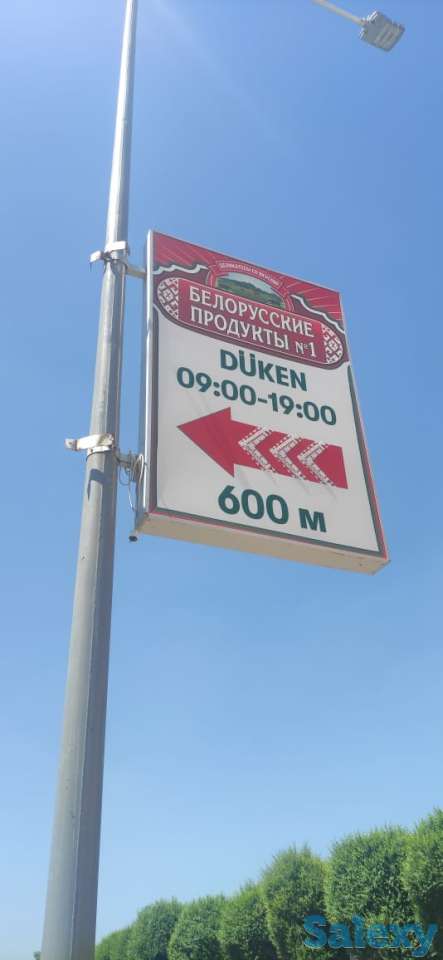 БЕЛОРУССКИЕ
ПРОДУКТЫ №1
DÜKEN
09:00-19:00
600 м
Salexy